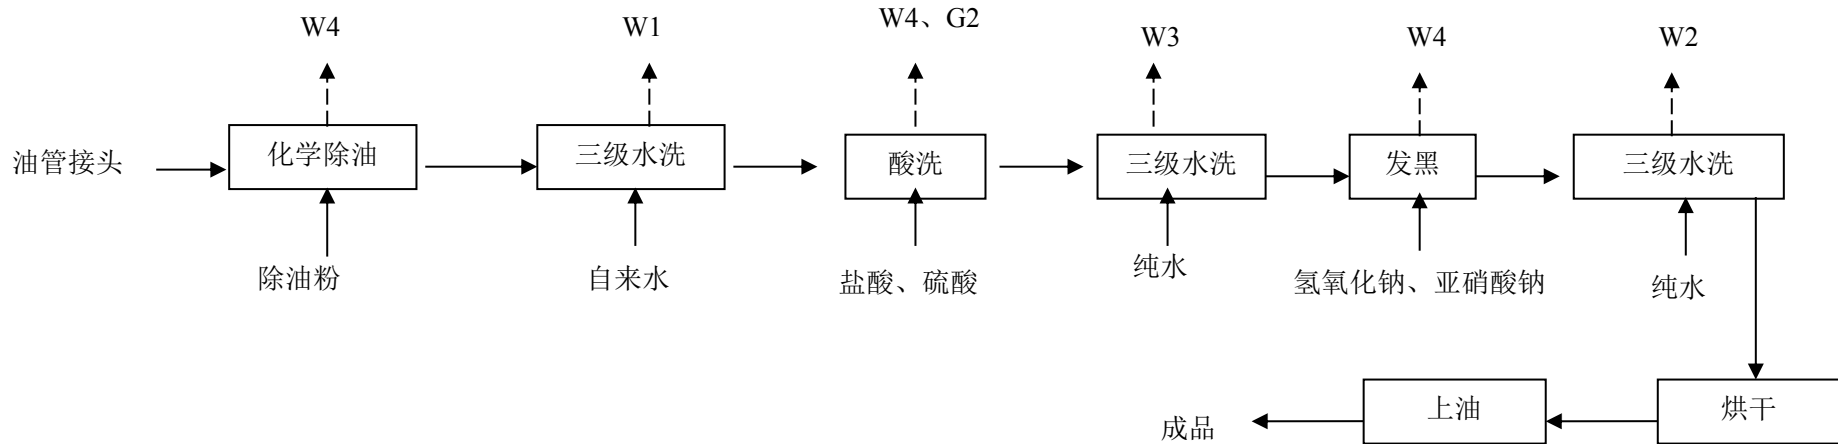 W4
W1
W4、G2
W3
W4
W2
油管接头
化学除油
三级水洗
酸洗
三级水洗
发黑
三级水洗
除油粉
自来水
盐酸、硫酸
纯水
氢氧化钠、亚硝酸钠
纯水
成品
上油
烘干